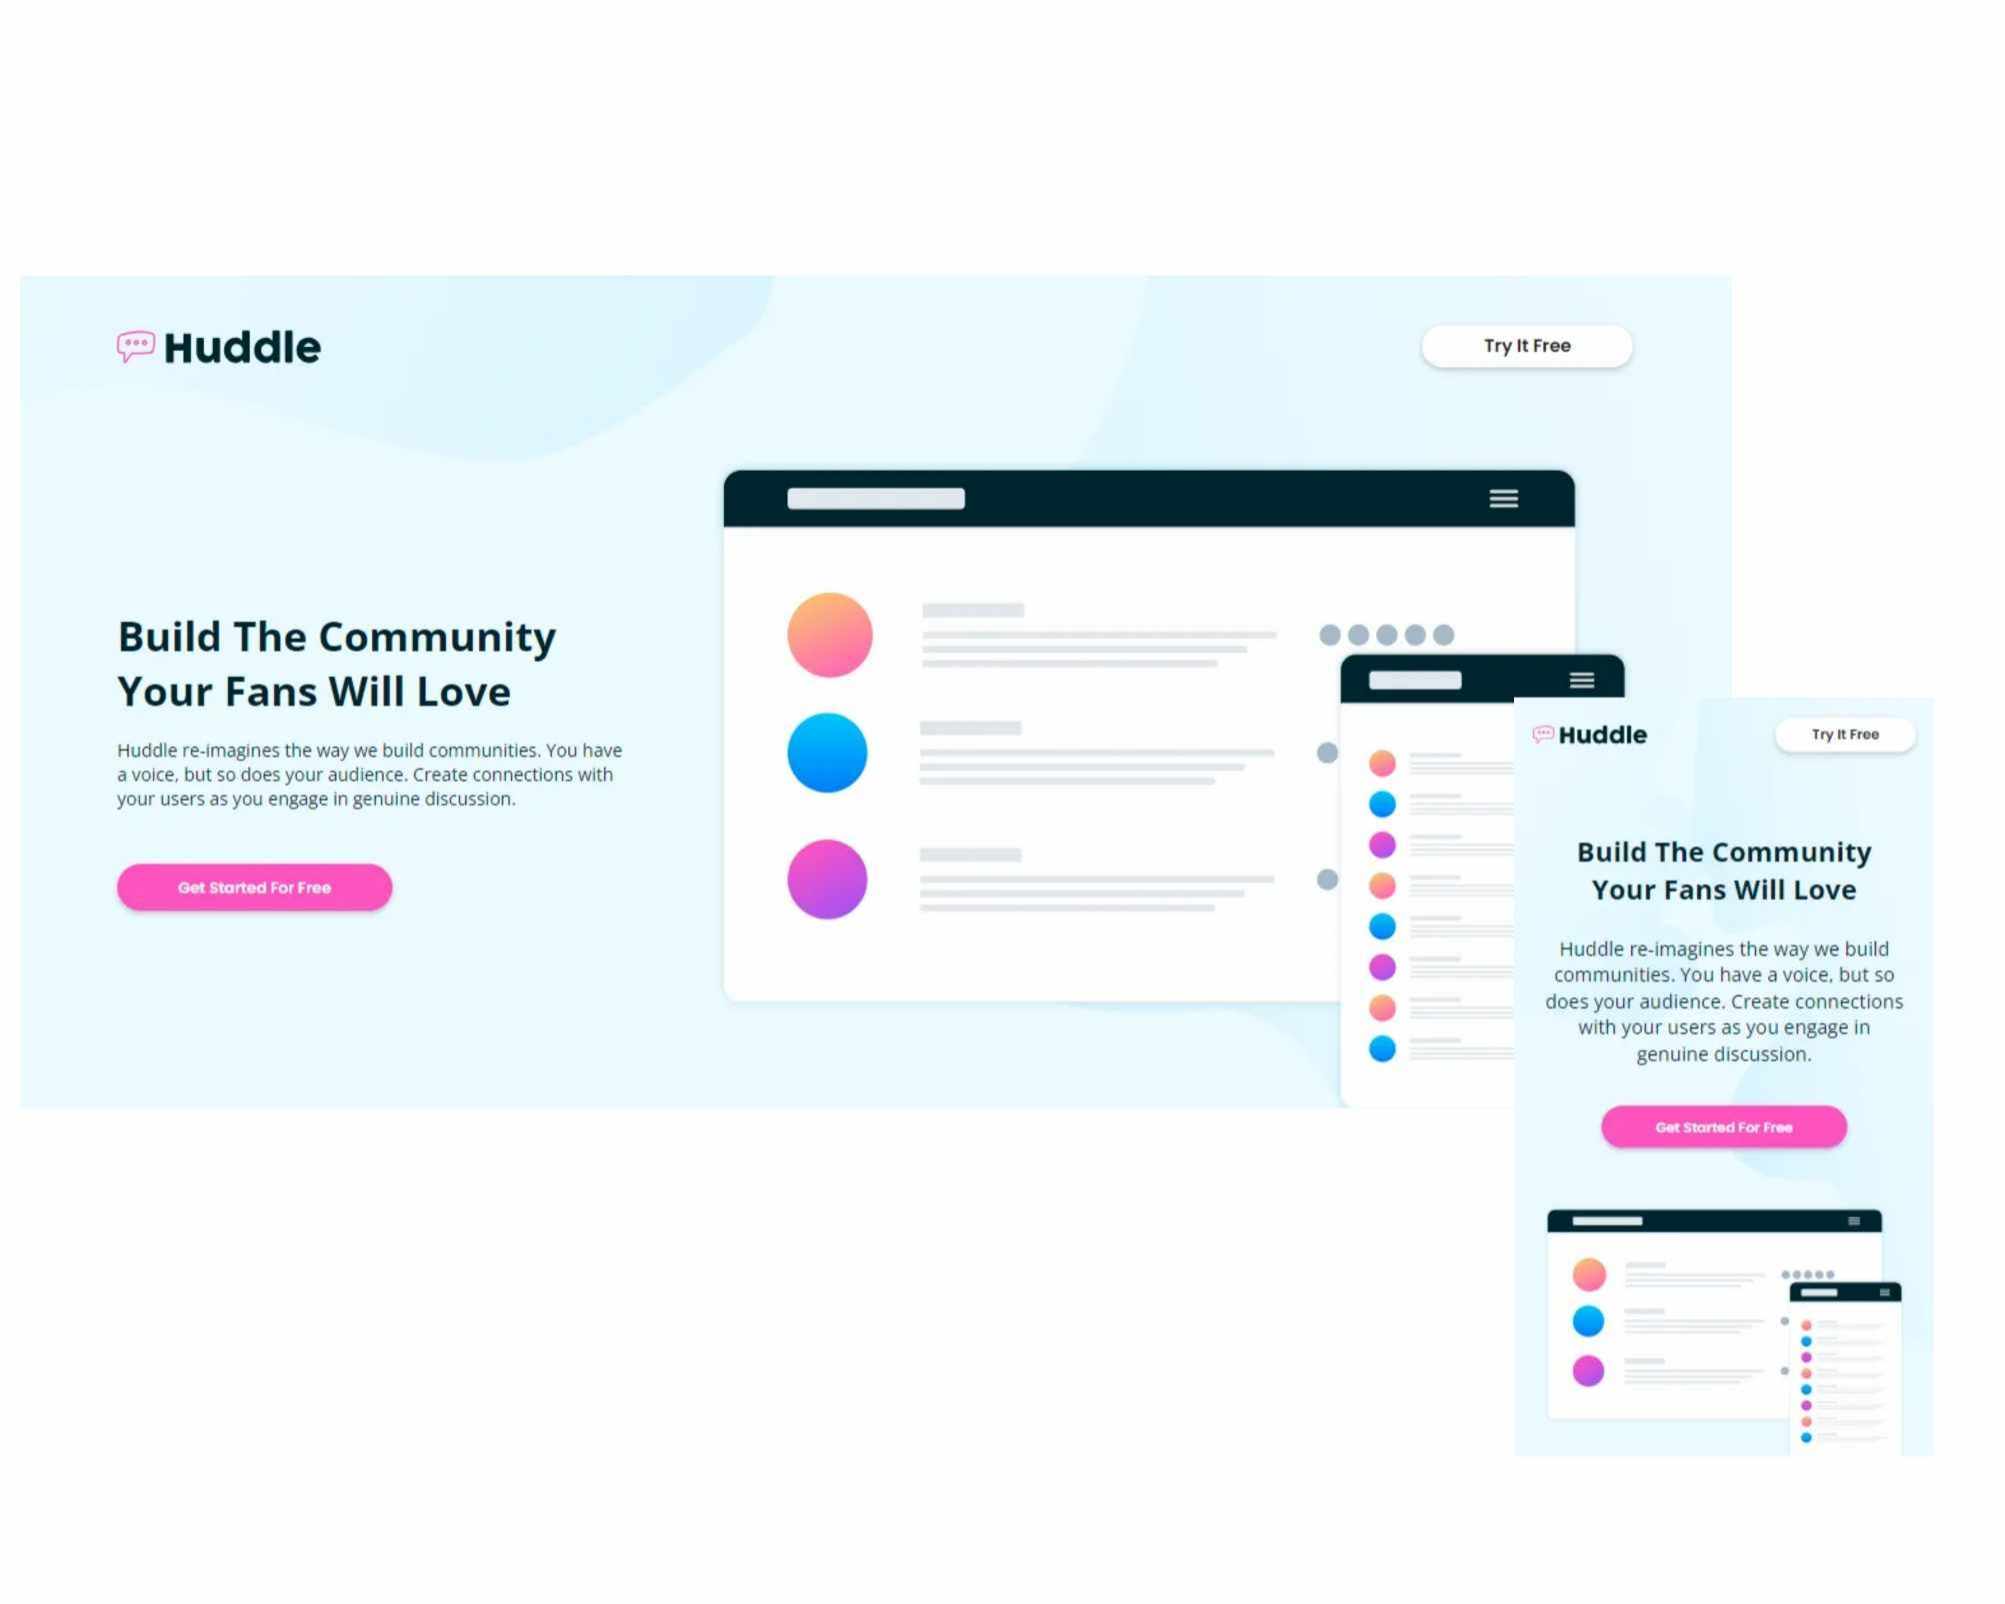 Huddle
Try It Free
Build The Community
Your Fans Will Love
Huddle re-imagines the way we build communities. You have
a voice, but so does your audience. Create connections with
your users as you engage in genuine discussion.
Get Started For Free
Huddle
Try It Free
Build The Community
Your Fans Will Love
Huddle re-imagines the way we build
communities. You have a voice, but so
does your audience. Create connections
with your users as you engage in
genuine discussion.
Get Started For Free